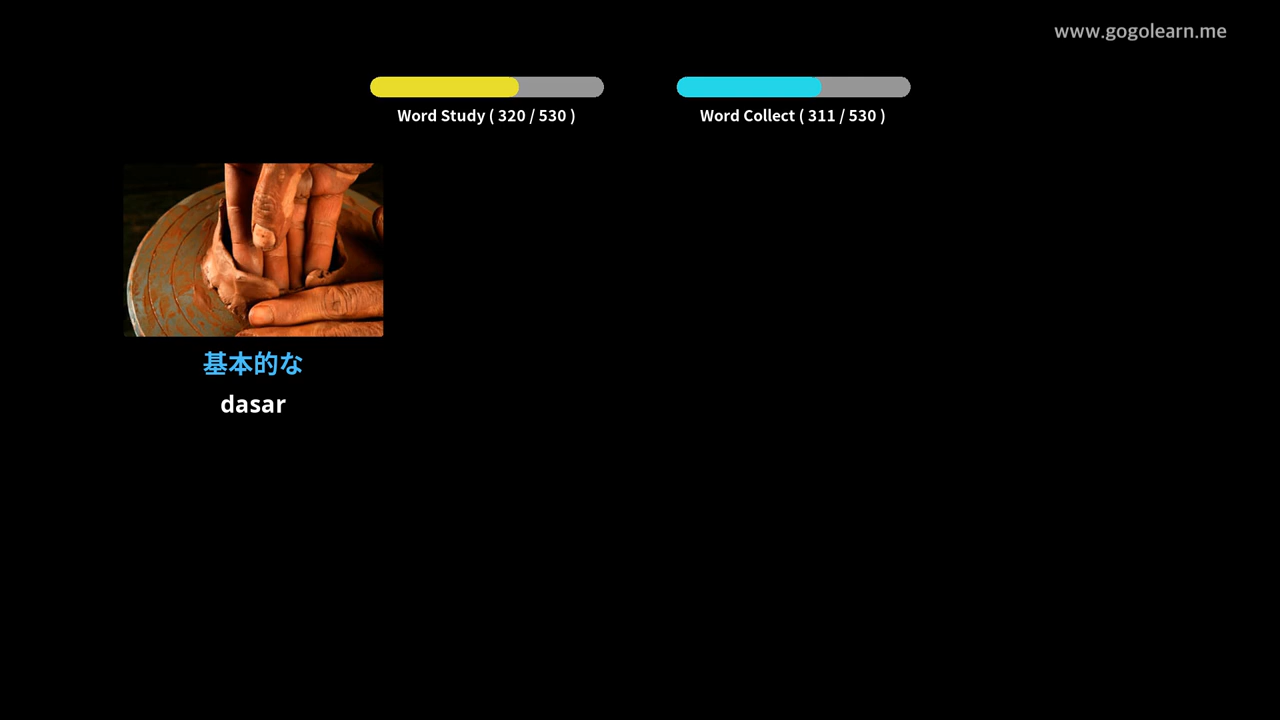 www.gogolearn.me
Word Study ( 320 / 530 )
Word Collect ( 311 / 530 )
基本的な
dasar